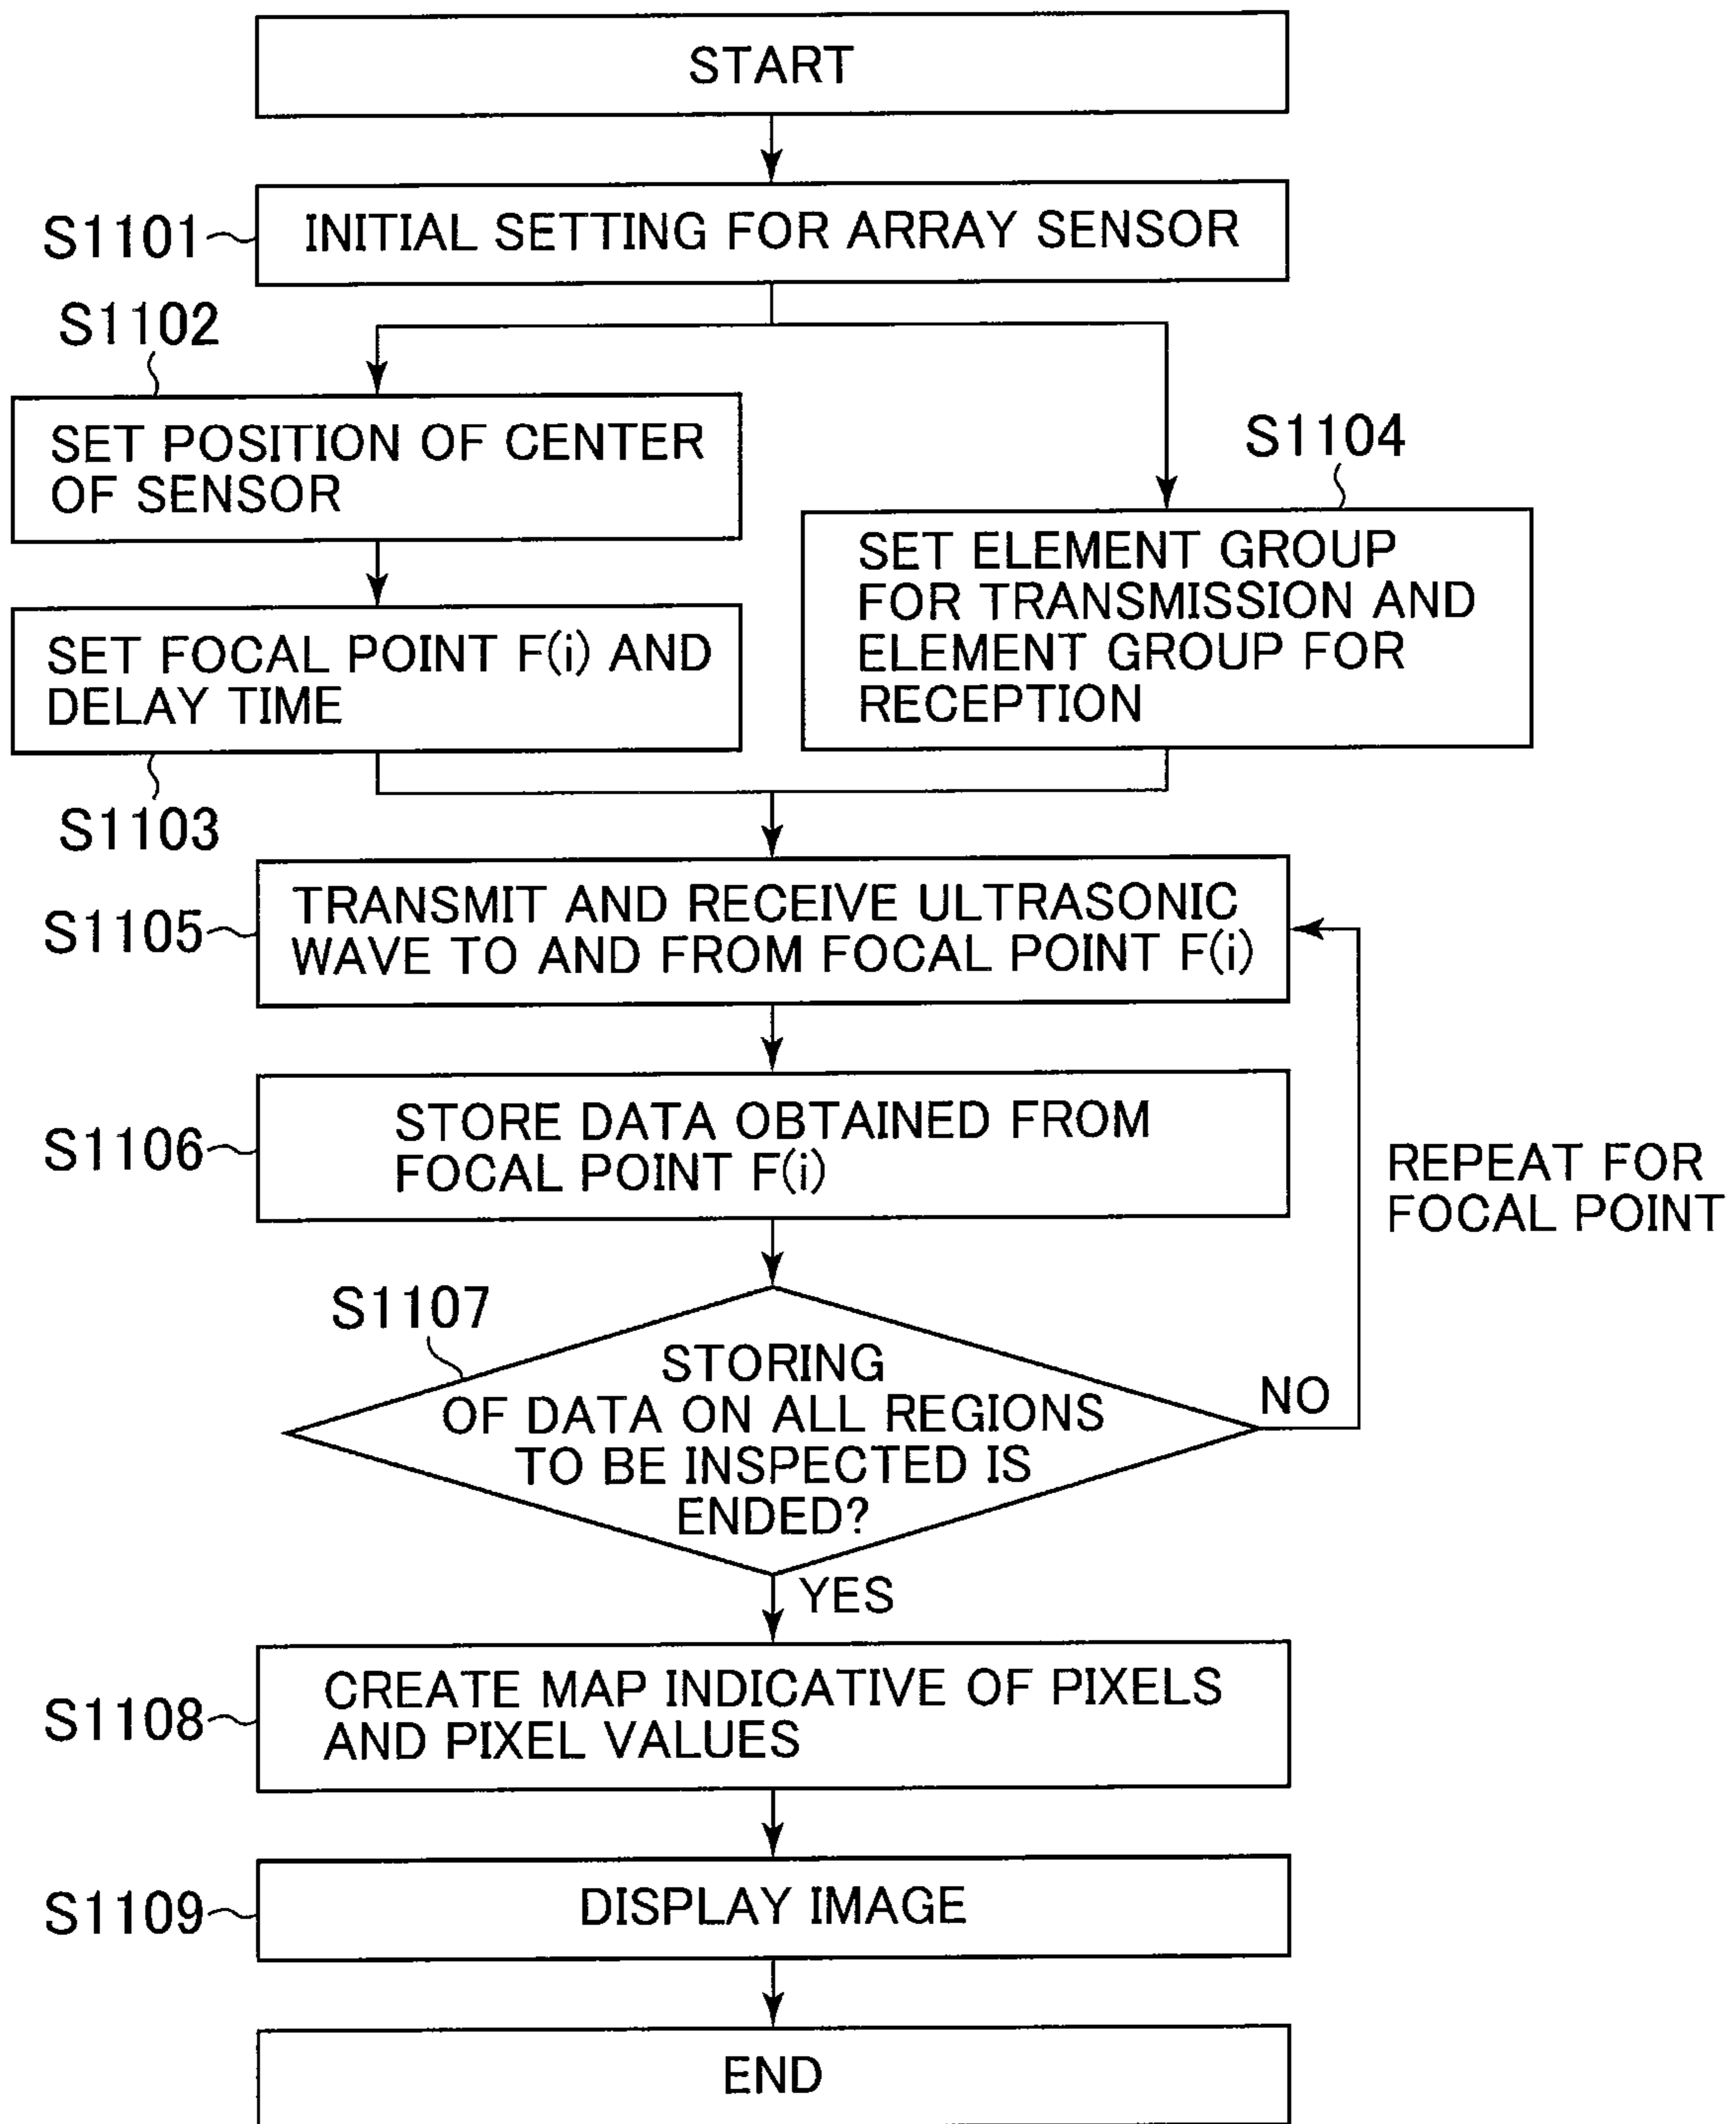 START
S1101
INITIAL SETTING FOR ARRAY SENSOR
S1102
SET POSITION OF CENTER
OF SENSOR
S1104
SET ELEMENT GROUP
FOR TRANSMISSION AND
ELEMENT GROUP FOR
RECEPTION
SET FOCAL POINT F(i) AND
DELAY TIME
S1103
S1105
TRANSMIT AND RECEIVE ULTRASONIC
WAVE TO AND FROM FOCAL POINT F(i)
S1106
STORE DATA OBTAINED FROM
FOCAL POINT F(i)
REPEAT FOR
FOCAL POINT
S1107
STORING
OF DATA ON ALL REGIONS
TO BE INSPECTED IS
ENDED?
NO
YES
S1108
CREATE MAP INDICATIVE OF PIXELS
AND PIXEL VALUES
S1109
DISPLAY IMAGE
END